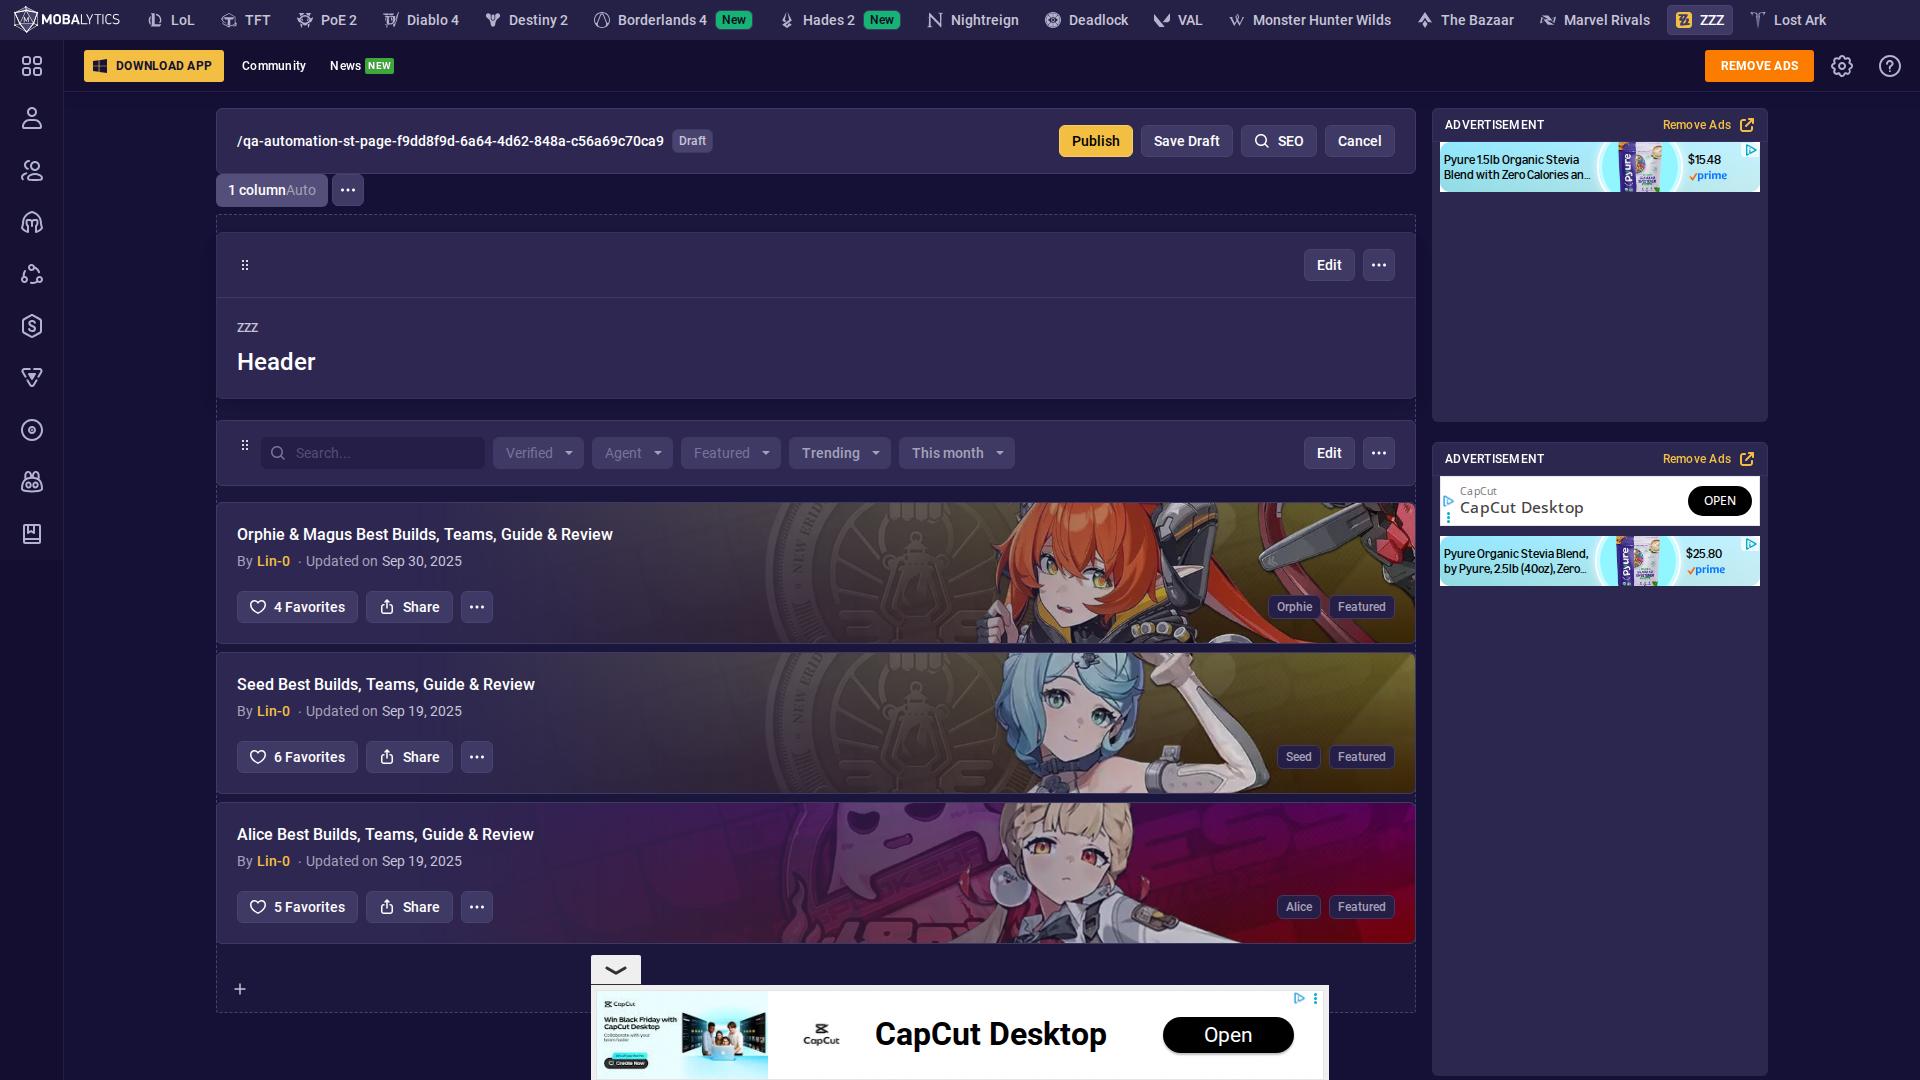 MOBALYTICS LoL TFT PoE 2 Diablo 4 Destiny 2 Borderlands 4 New Hades 2 New Nightreign Deadlock VAL Monster Hunter Wilds The Bazaar Marvel Rivals ZZZ Lost Ark
DOWNLOAD APP Community News NEW REMOVE ADS
/qa-automation-st-page-f9dd8f9d-6a64-4d62-848a-c56a69c70ca9 Draft Publish Save Draft SEO Cancel
1 columnAuto
Edit
ZZZ
Header
Search... Verified Agent Featured Trending This month Edit
Orphie & Magus Best Builds, Teams, Guide & Review
By Lin-0 · Updated on Sep 30, 2025
4 Favorites Share
Orphie Featured
Seed Best Builds, Teams, Guide & Review
By Lin-0 · Updated on Sep 19, 2025
6 Favorites Share
Seed Featured
Alice Best Builds, Teams, Guide & Review
By Lin-0 · Updated on Sep 19, 2025
5 Favorites Share
Alice Featured
ADVERTISEMENT Remove Ads
Pyure 1.5lb Organic Stevia
Blend with Zero Calories an...
Pyure
$15.48
prime
ADVERTISEMENT Remove Ads
CapCut
CapCut Desktop
OPEN
Pyure Organic Stevia Blend,
by Pyure, 2.5lb (40oz), Zero...
Pyure
$25.80
prime
CapCut
Win Black Friday with
CapCut Desktop
Collaborate with your
team faster
Create Now
CapCut
CapCut Desktop
Open